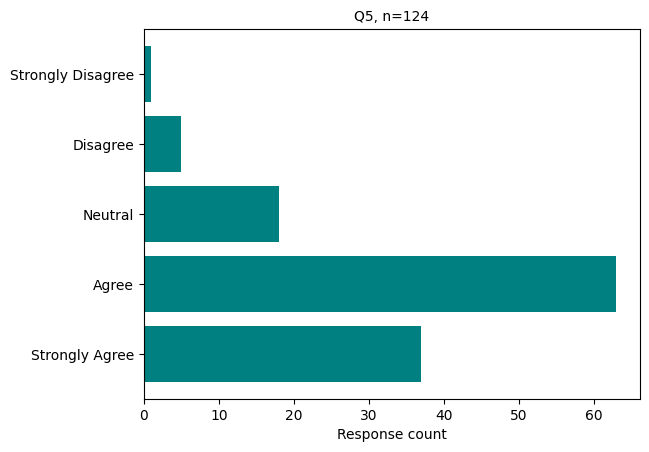 Q5, n=124
Strongly Disagree
Disagree
Neutral
Agree
Strongly Agree
0 10 20 30 40 50 60
Response count